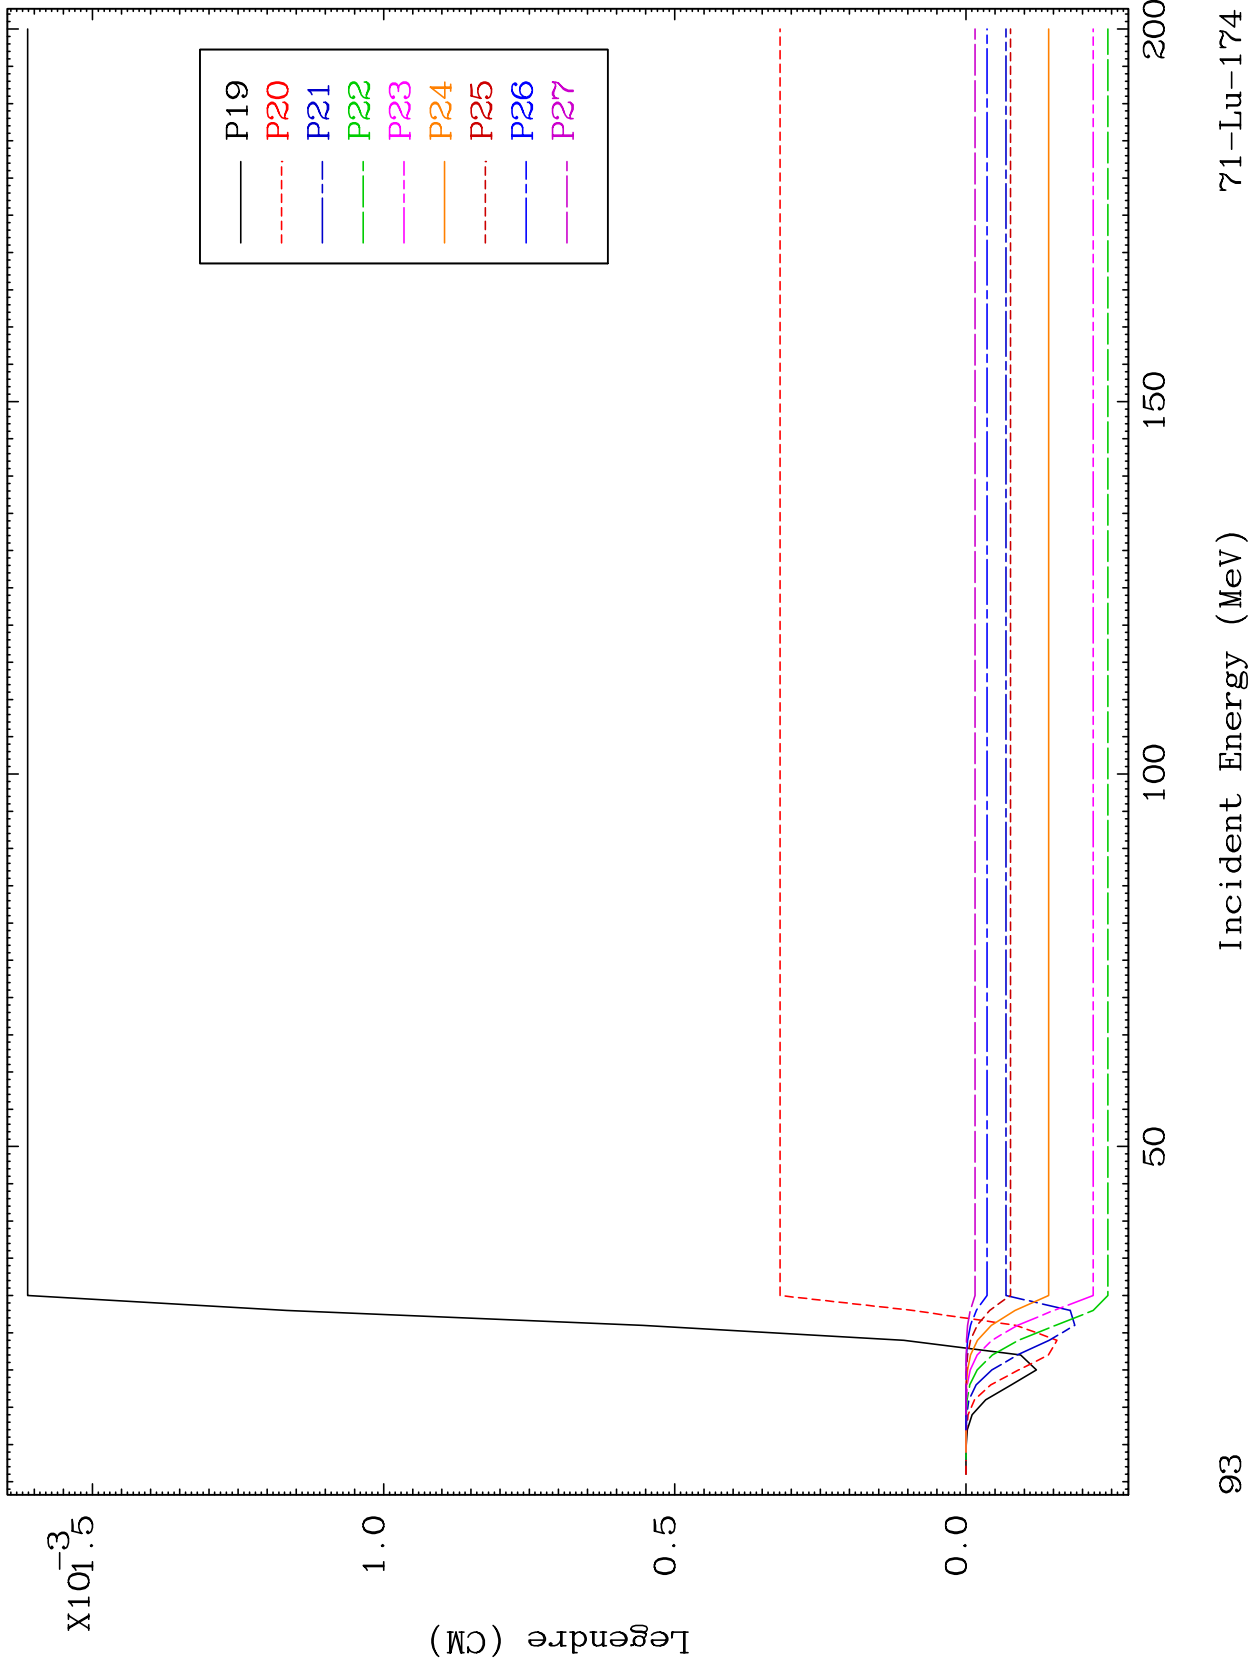 X10-3
1.5
1.0
0.5
0.0
Legendre (CM)
P19
P20
P21
P22
P23
P24
P25
P26
P27
50
100
150
200
93
Incident Energy (MeV)
71-Lu-174